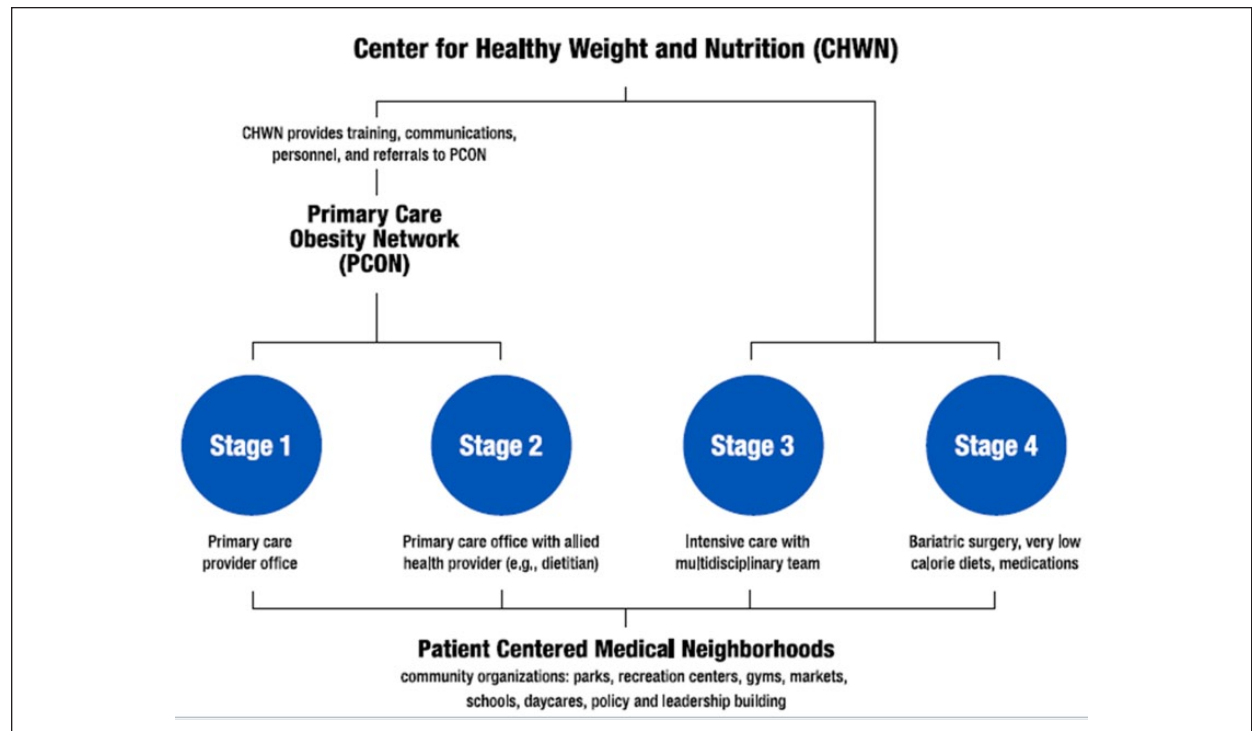 Center for Healthy Weight and Nutrition (CHWN)
CHWN provides training, communications,
personnel, and referrals to PCON
Primary Care
Obesity Network
(PCON)
Stage 1
Stage 2
Stage 3
Stage 4
Primary care
provider office
Primary care office with allied
health provider (e.g., dietitian)
Intensive care with
multidisciplinary team
Bariatric surgery, very low
calorie diets, medications
Patient Centered Medical Neighborhoods
community organizations: parks, recreation centers, gyms, markets,
schools, daycares, policy and leadership building